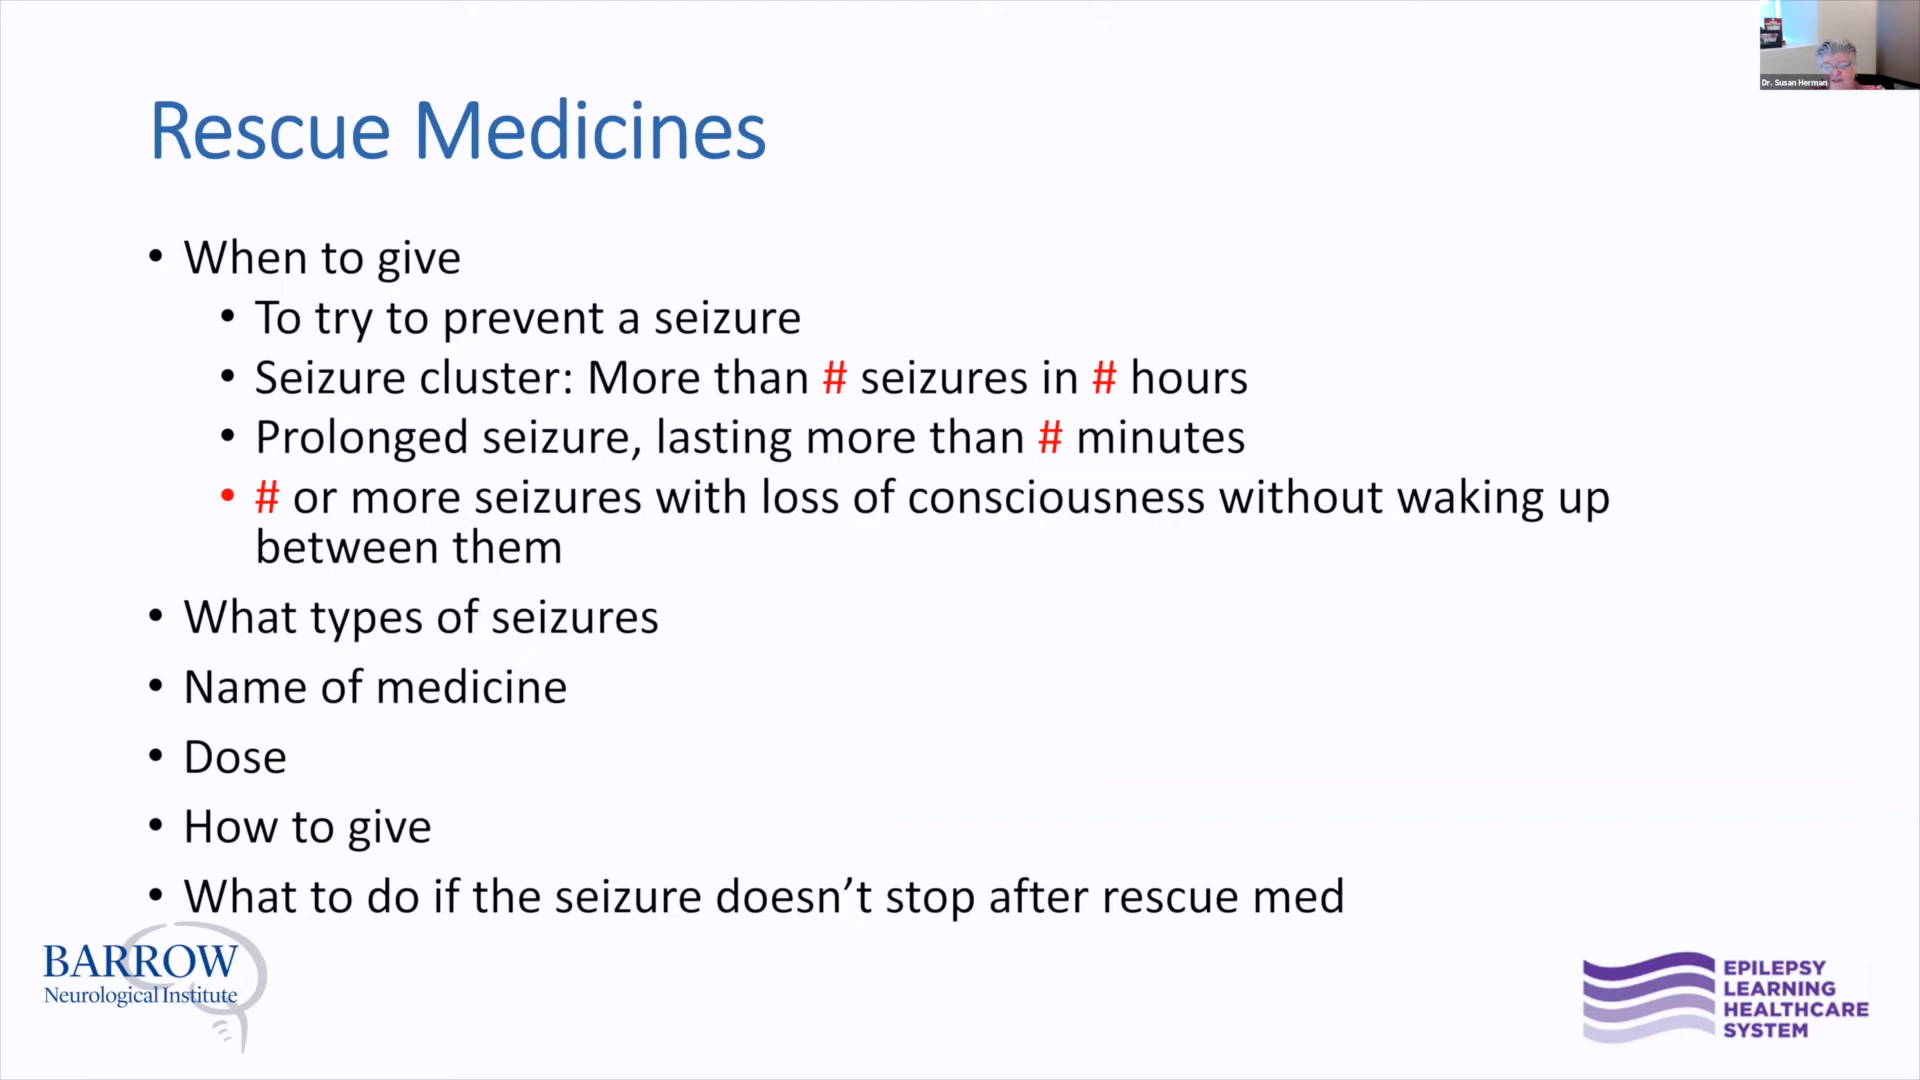 Dr. Susan Herman
Rescue Medicines
• When to give
• To try to prevent a seizure
• Seizure cluster: More than # seizures in # hours
• Prolonged seizure, lasting more than # minutes
• # or more seizures with loss of consciousness without waking up
between them
• What types of seizures
• Name of medicine
• Dose
• How to give
• What to do if the seizure doesn’t stop after rescue med
BARROW
Neurological Institute
EPILEPSY
LEARNING
HEALTHCARE
SYSTEM